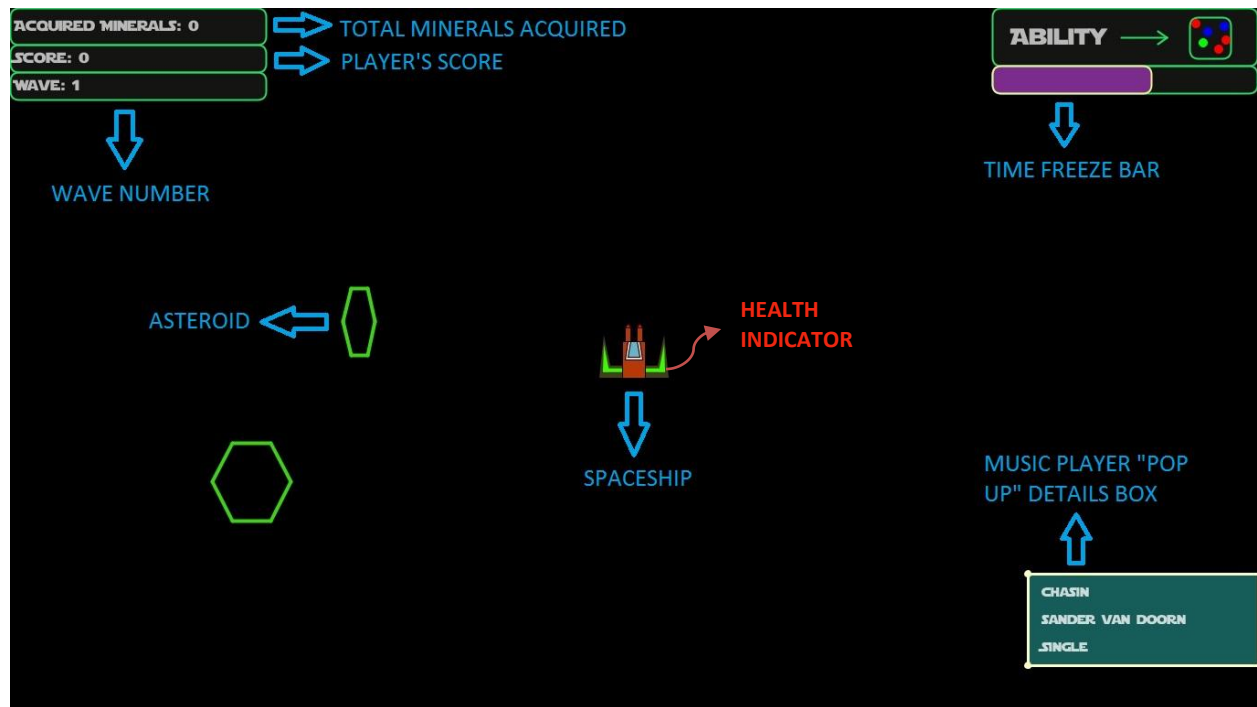 ACQUIRED MINERALS: 0
TOTAL MINERALS ACQUIRED
SCORE: 0
PLAYER'S SCORE
WAVE: 1
WAVE NUMBER
ABILITY
TIME FREEZE BAR
ASTEROID
HEALTH
INDICATOR
SPACESHIP
MUSIC PLAYER "POP
UP" DETAILS BOX
CHASIN
SANDER VAN DOORN
SINGLE